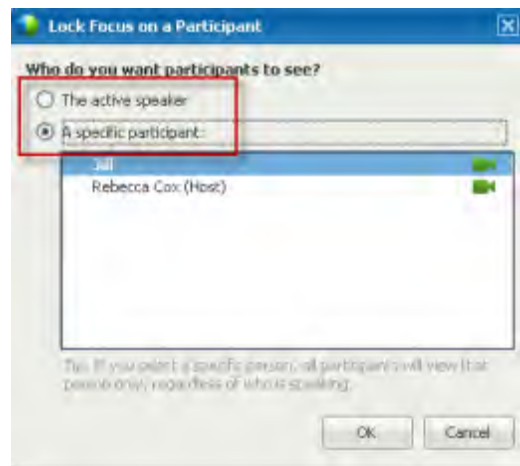 Lock Focus on a Participant
Who do you want participants to see?
The active speaker
A specific participant:
Jill
Rebecca Cox (Host)
Tip: If you select a specific person, all participants will view that
person only, regardless of who is speaking.
OK
Cancel